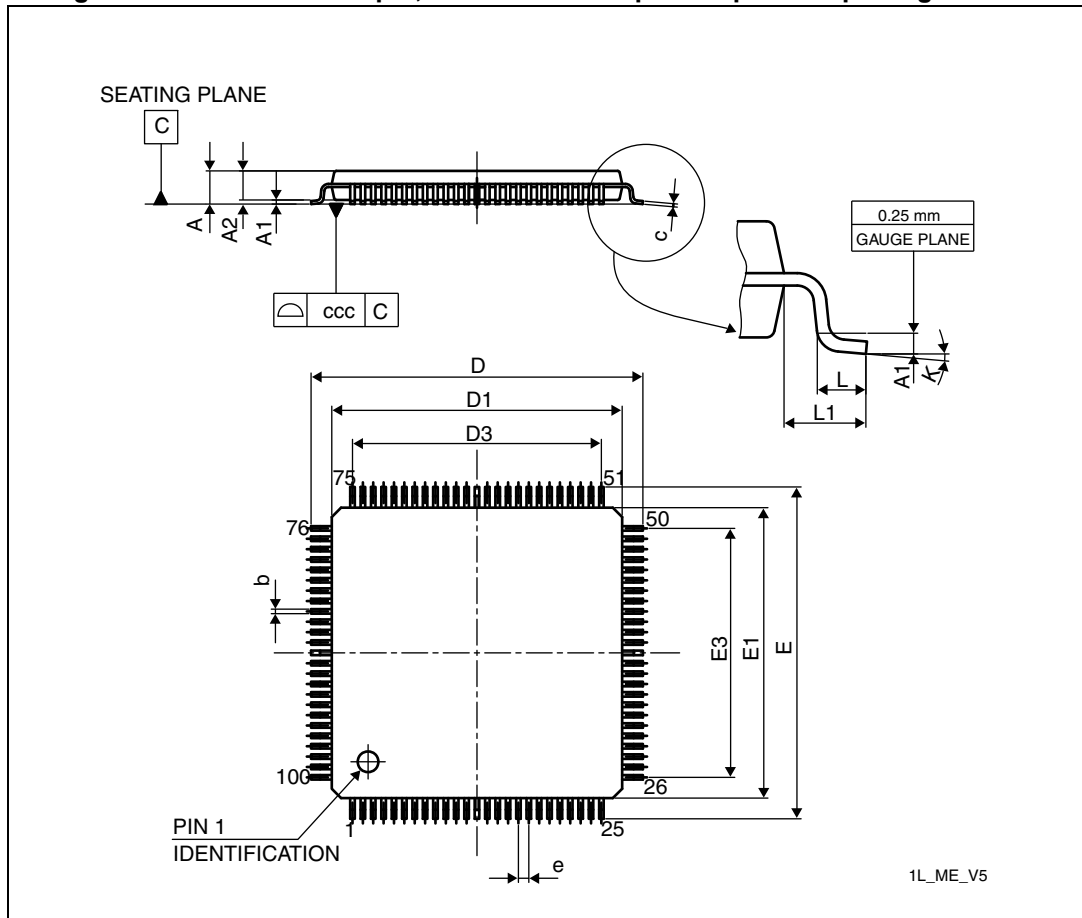 SEATING PLANE
C
A
A2
A1
c
ccc C
0.25 mm
GAUGE PLANE
A1
K
L
L1
D
D1
D3
75
51
76
50
b
E3
E1
E
100
26
PIN 1
IDENTIFICATION
1
25
e
1L_ME_V5